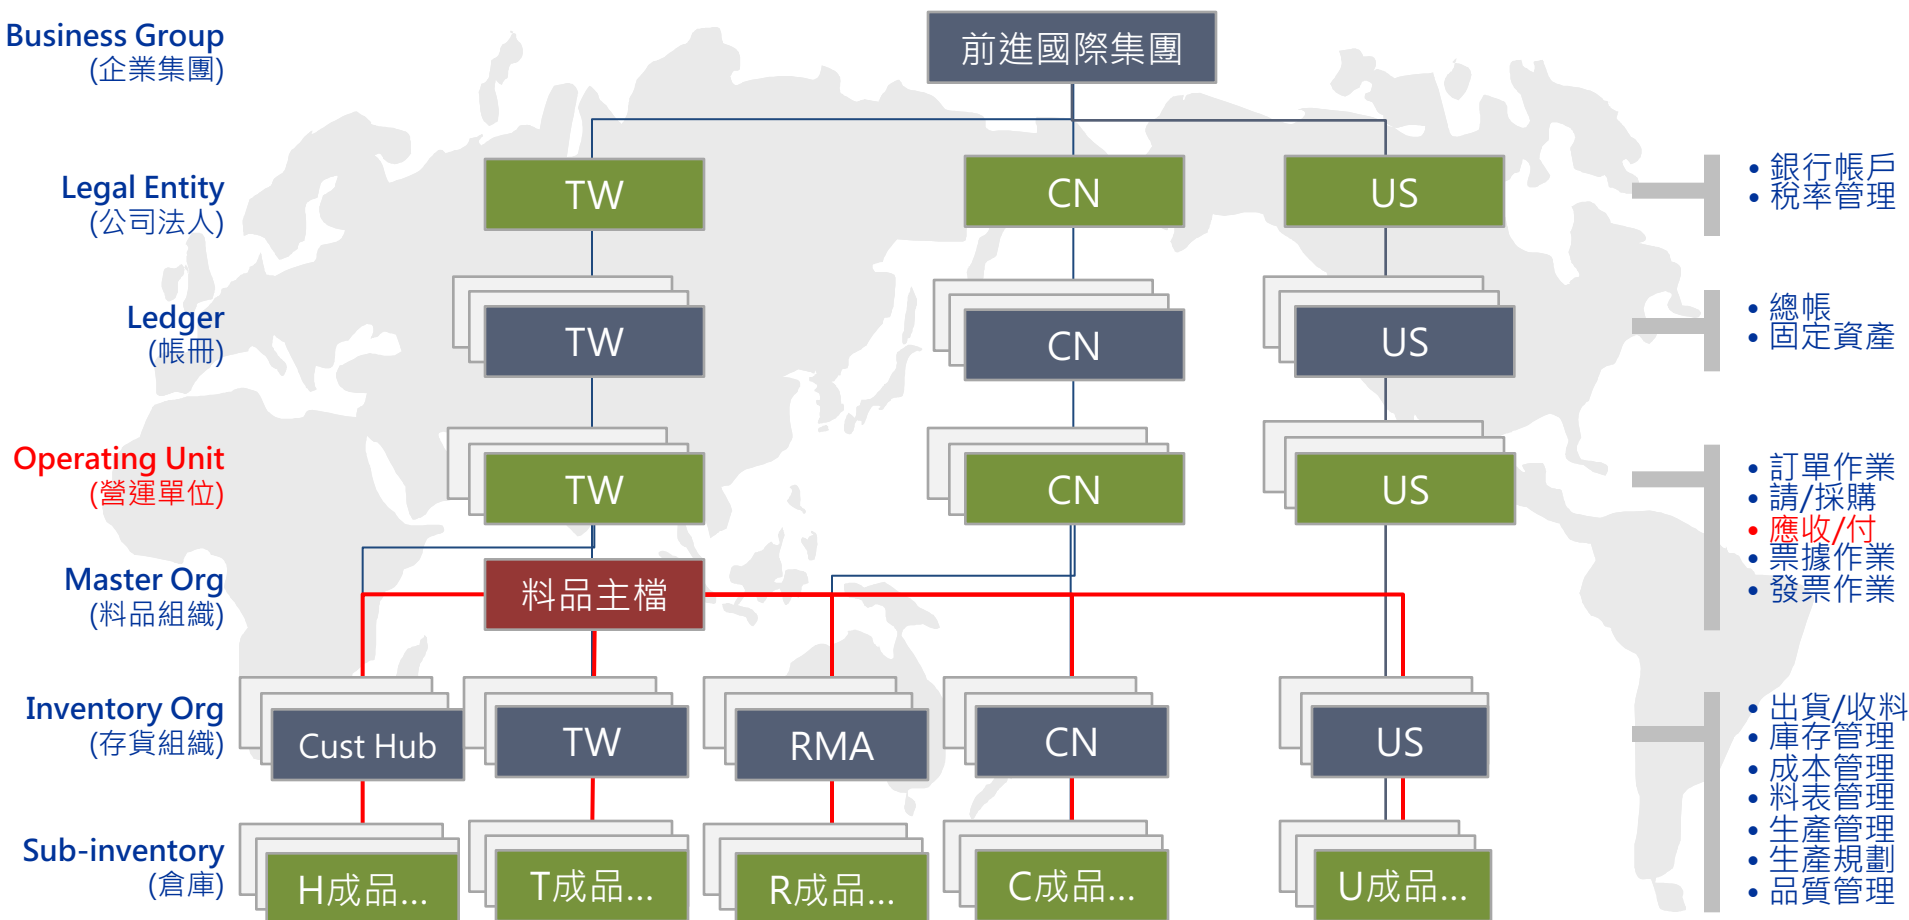 Business Group
(企業集團)
前進國際集團
Legal Entity
(公司法人)
TW
CN
US
• 銀行帳戶
• 稅率管理
Ledger
(帳冊)
TW
CN
US
• 總帳
• 固定資產
Operating Unit
(營運單位)
TW
CN
US
• 訂單作業
• 請/採購
• 應收/付
• 票據作業
• 發票作業
Master Org
(料品組織)
料品主檔
Inventory Org
(存貨組織)
Cust Hub
TW
RMA
CN
US
• 出貨/收料
• 庫存管理
• 成本管理
• 料表管理
• 生產管理
• 生產規劃
• 品質管理
Sub-inventory
(倉庫)
H成品...
T成品...
R成品...
C成品...
U成品...